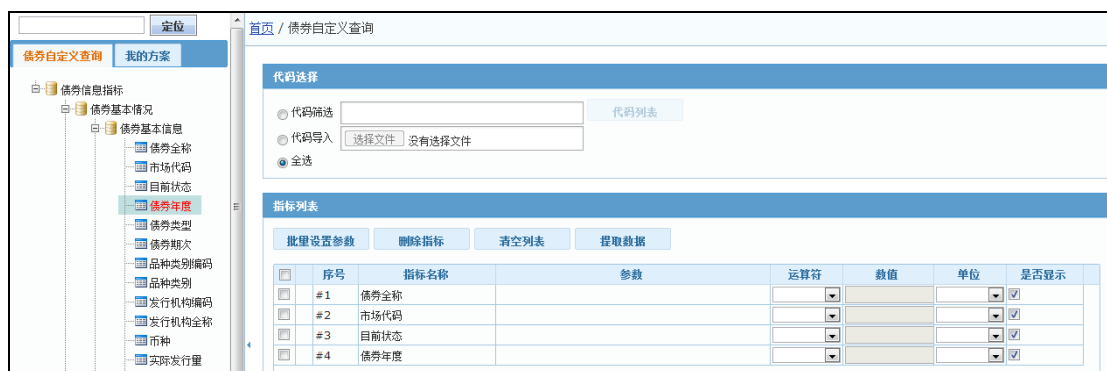 定位
债券自定义查询 我的方案
债券信息指标
债券基本情况
债券基本信息
债券全称
市场代码
目前状态
债券年度
债券类型
债券期次
品种类别编码
品种类别
发行机构编码
发行机构全称
币种
实际发行量
首页 / 债券自定义查询
代码选择
代码筛选 代码列表
代码导入 选择文件 没有选择文件
全选
指标列表
批量设置参数 删除指标 清空列表 提取数据
序号 指标名称 参数 运算符 数值 单位 是否显示
#1 债券全称
#2 市场代码
#3 目前状态
#4 债券年度